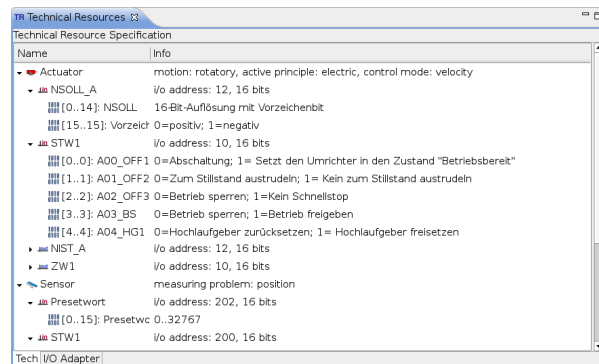 TR Technical Resources
Technical Resource Specification
Name Info
Actuator motion: rotatory, active principle: electric, control mode: velocity
NSOLL_A i/o address: 12, 16 bits
[0..14]: NSOLL 16-Bit-Auflösung mit Vorzeichenbit
[15..15]: Vorzeich 0=positiv; 1=negativ
STW1 i/o address: 10, 16 bits
[0..0]: A00_OFF1 0=Abschaltung; 1= Setzt den Umrichter in den Zustand "Betriebsbereit"
[1..1]: A01_OFF2 0=Zum Stillstand austrudeln; 1= Kein zum Stillstand austrudeln
[2..2]: A02_OFF3 0=Betrieb sperren; 1=Kein Schnellstop
[3..3]: A03_BS 0=Betrieb sperren; 1=Betrieb freigeben
[4..4]: A04_HG1 0=Hochlaufgeber zurücksetzen; 1= Hochlaufgeber freisetzen
NIST_A i/o address: 12, 16 bits
ZW1 i/o address: 10, 16 bits
Sensor measuring problem: position
Presetwort i/o address: 202, 16 bits
[0..15]: Presetwo 0..32767
STW1 i/o address: 200, 16 bits
Tech I/O Adapter